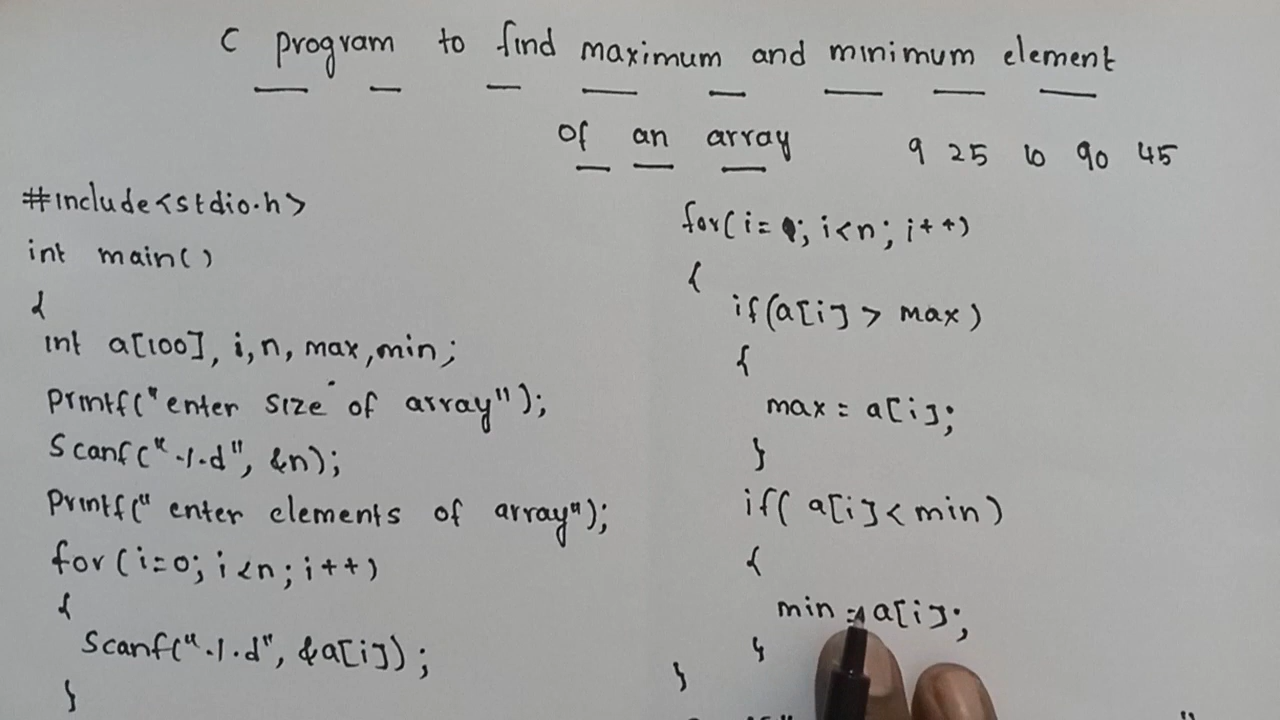 C program to find maximum and minimum element
of an array
9 25 10 90 45
#include<stdio.h>
int main()
{
int a[100], i,n, max,min;
printf("enter size of array");
Scanf("%d", &n);
printf("enter elements of array");
for(i=0; i<n; i++)
{
Scanf("%d", &a[i]);
}
for(i= ; i<n; i++)
{
if(a[i] > max)
{
max = a[i];
}
if( a[i] < min)
{
min = a[i];
}
}